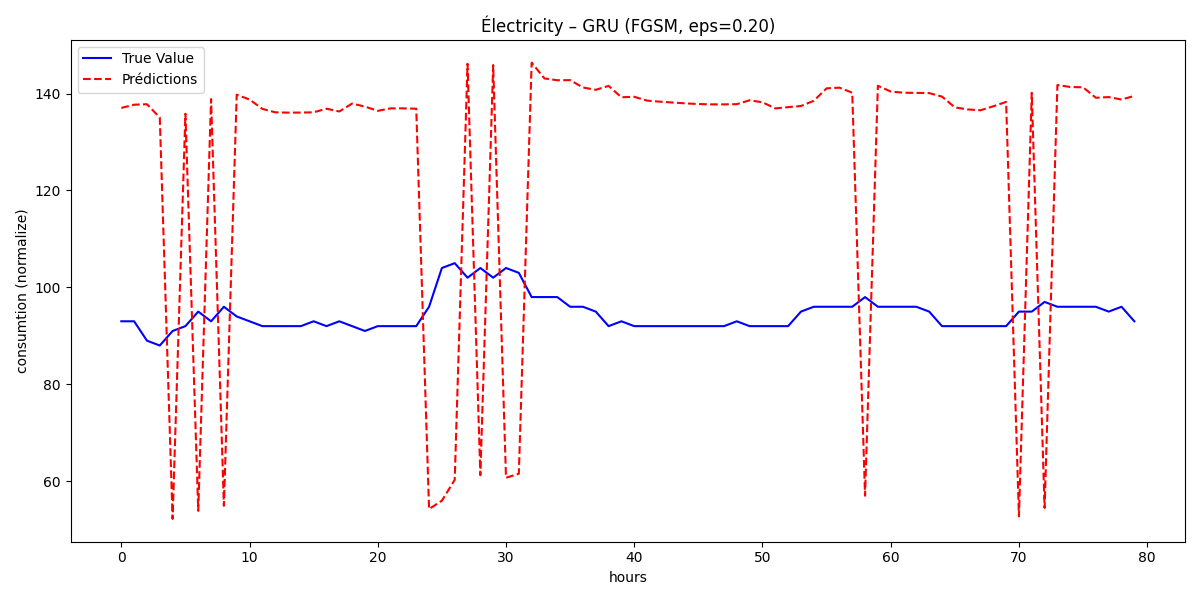 Électricity – GRU (FGSM, eps=0.20)
True Value
Prédictions
consumtion (normalize)
140
120
100
80
60
0 10 20 30 40 50 60 70 80
hours